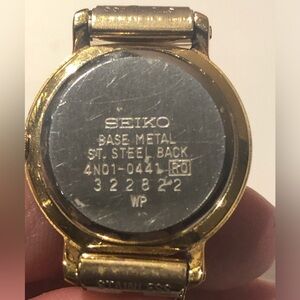 SEIKO
BASE METAL
ST. STEEL BACK
4N01-0441 R0
322822
WP